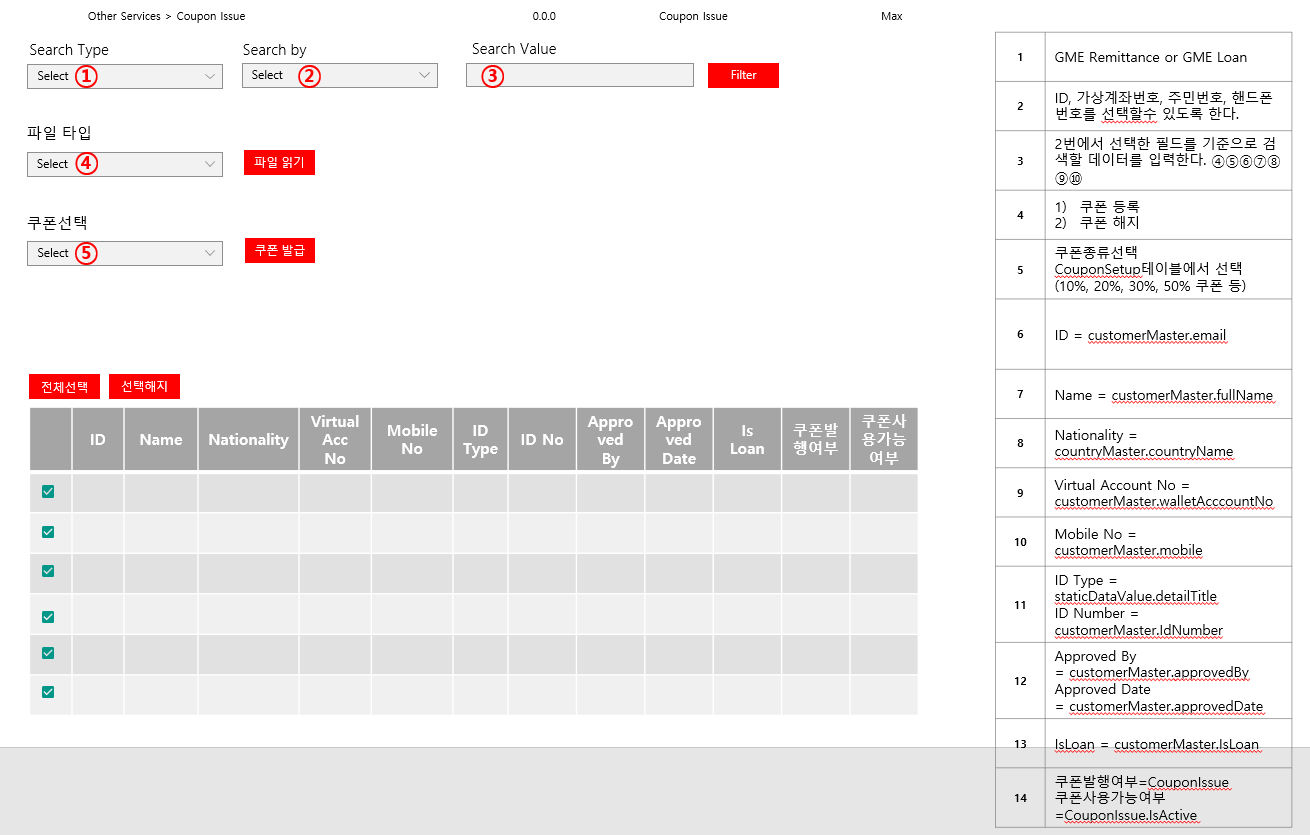 Other Services > Coupon Issue
0.0.0
Coupon Issue
Max
Search Type
Search by
Search Value
Select ①
Select ②
③
Filter
파일 타입
Select ④
파일 읽기
쿠폰선택
Select ⑤
쿠폰 발급
전체선택
선택해지
ID
Name
Nationality
Virtual
Acc
No
Mobile
No
ID
Type
ID No
Appro
ved
By
Appro
ved
Date
Is
Loan
쿠폰발
행여부
쿠폰사
용가능
여부
1
GME Remittance or GME Loan
2
ID, 가상계좌번호, 주민번호, 핸드폰
번호를 선택할수 있도록 한다.
3
2번에서 선택한 필드를 기준으로 검
색할 데이터를 입력한다. ④⑤⑥⑦⑧
⑨⑩
4
1) 쿠폰 등록
2) 쿠폰 해지
5
쿠폰종류선택
CouponSetup테이블에서 선택
(10%, 20%, 30%, 50% 쿠폰 등)
6
ID = customerMaster.email
7
Name = customerMaster.fullName
8
Nationality =
countryMaster.countryName
9
Virtual Account No =
customerMaster.walletAcccountNo
10
Mobile No =
customerMaster.mobile
11
ID Type =
staticDataValue.detailTitle
ID Number =
customerMaster.IdNumber
12
Approved By
= customerMaster.approvedBy
Approved Date
= customerMaster.approvedDate
13
IsLoan = customerMaster.IsLoan
14
쿠폰발행여부=CouponIssue
쿠폰사용가능여부
=CouponIssue.IsActive